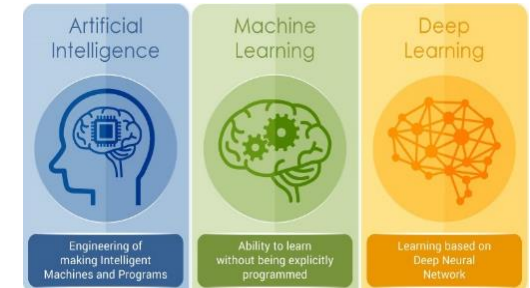 Artificial
Intelligence
Engineering of
making Intelligent
Machines and Programs
Machine
Learning
Ability to learn
without being explicitly
programmed
Deep
Learning
Learning based on
Deep Neural
Network